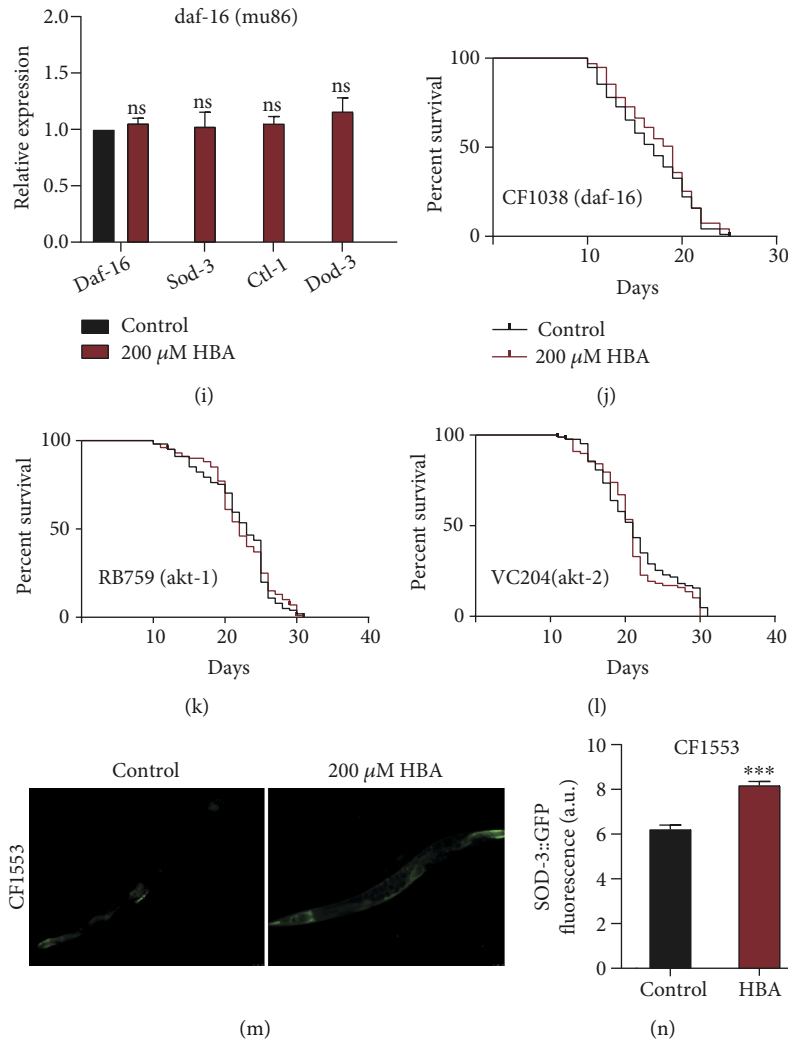 daf-16 (mu86)
Relative expression
2.0
1.5
1.0
0.5
0.0
ns
ns
ns
ns
Daf-16
Sod-3
Ctl-1
Dod-3
Control
200 μM HBA
(i)
Percent survival
100
50
0
CF1038 (daf-16)
10
20
30
Days
Control
200 μM HBA
(j)
Percent survival
100
50
0
RB759 (akt-1)
10
20
30
40
Days
(k)
Percent survival
100
50
0
VC204(akt-2)
10
20
30
40
Days
(l)
Control
200 μM HBA
CF1553
(m)
CF1553
SOD-3::GFP
fluorescence (a.u.)
10
8
6
4
2
0
***
Control
HBA
(n)